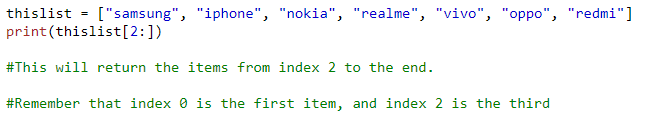 thislist = ["samsung", "iphone", "nokia", "realme", "vivo", "oppo", "redmi"]
print(thislist[2:])
#This will return the items from index 2 to the end.
#Remember that index 0 is the first item, and index 2 is the third